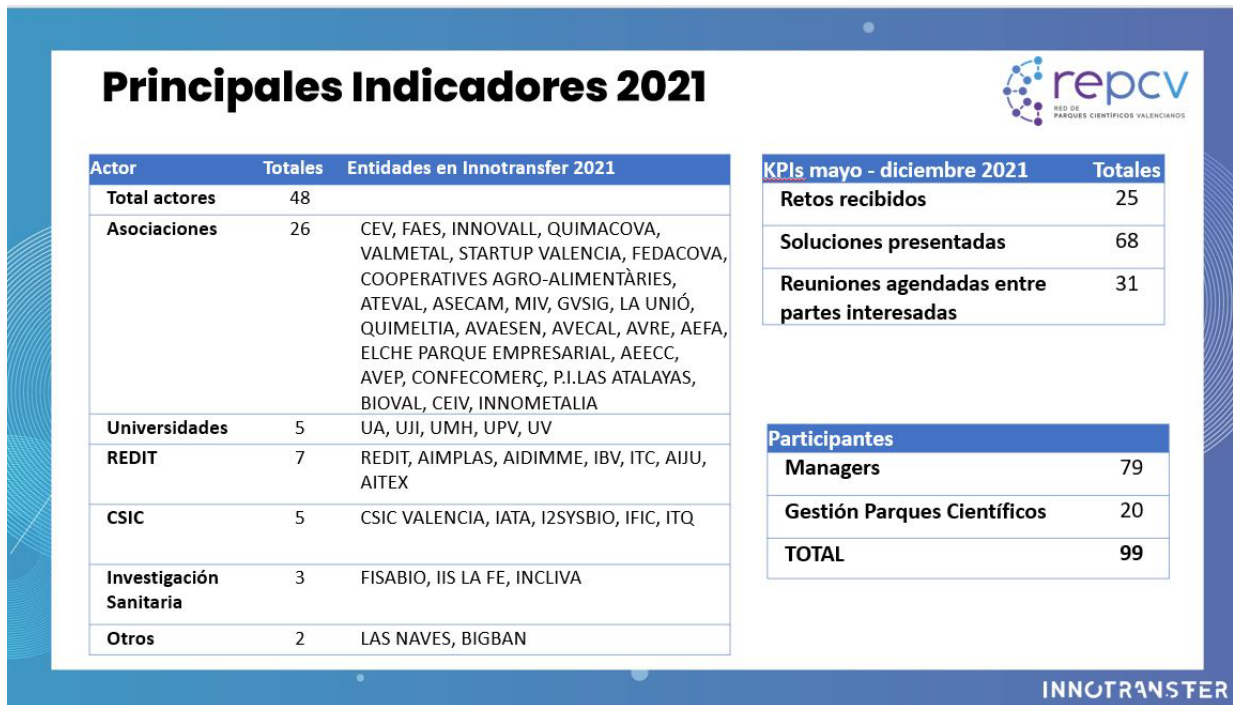 Principales Indicadores 2021
repcv
RED DE
PARQUES CIENTÍFICOS VALENCIANOS
Actor Totales Entidades en Innotransfer 2021
Total actores 48
Asociaciones 26 CEV, FAES, INNOVALL, QUIMACOVA,
VALMETAL, STARTUP VALENCIA, FEDACOVA,
COOPERATIVES AGRO-ALIMENTÀRIES,
ATEVAL, ASECAM, MIV, GVSIG, LA UNIÓ,
QUIMELTIA, AVAESEN, AVECAL, AVRE, AEFA,
ELCHE PARQUE EMPRESARIAL, AEECC,
AVEP, CONFECOMERÇ, P.I.LAS ATALAYAS,
BIOVAL, CEIV, INNOMETALIA
Universidades 5 UA, UJI, UMH, UPV, UV
REDIT 7 REDIT, AIMPLAS, AIDIMME, IBV, ITC, AIJU,
AITEX
CSIC 5 CSIC VALENCIA, IATA, I2SYSBIO, IFIC, ITQ
Investigación 3 FISABIO, IIS LA FE, INCLIVA
Sanitaria
Otros 2 LAS NAVES, BIGBAN
KPIs mayo - diciembre 2021 Totales
Retos recibidos 25
Soluciones presentadas 68
Reuniones agendadas entre 31
partes interesadas
Participantes
Managers 79
Gestión Parques Científicos 20
TOTAL 99
INNOTRANSFER